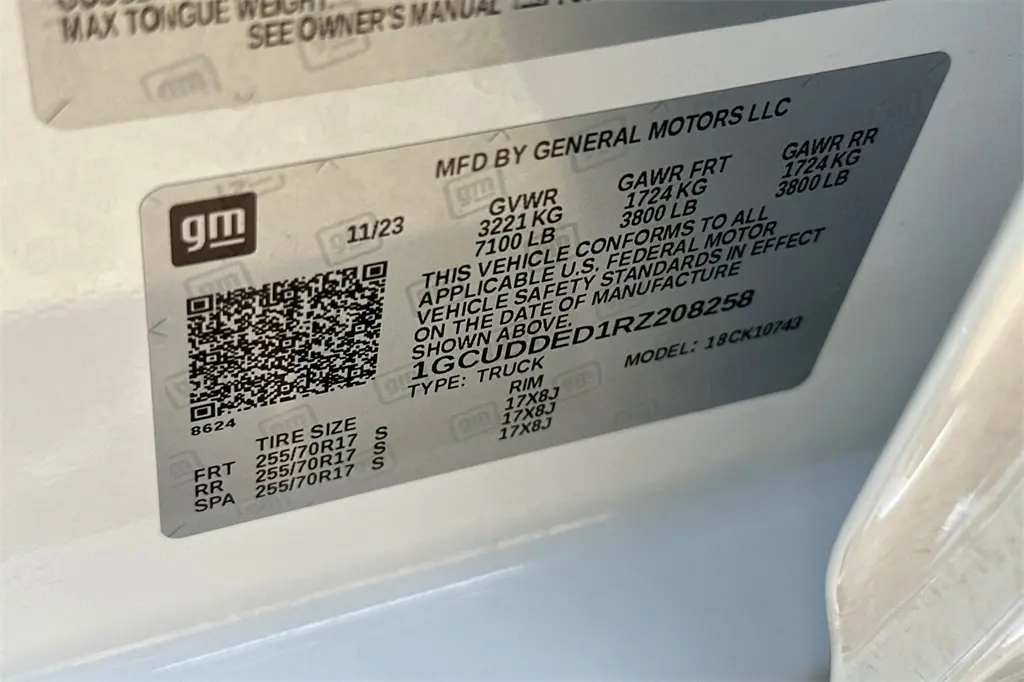 MAX TONGUE WEIGHT:
SEE OWNER'S MANUAL
gm
MFD BY GENERAL MOTORS LLC
11/23
GVWR GAWR FRT GAWR RR
3221 KG 1724 KG 1724 KG
7100 LB 3800 LB 3800 LB
THIS VEHICLE CONFORMS TO ALL
APPLICABLE U.S. FEDERAL MOTOR
VEHICLE SAFETY STANDARDS IN EFFECT
ON THE DATE OF MANUFACTURE
SHOWN ABOVE.
1GCUDDED1RZ208258
TYPE: TRUCK MODEL: 18CK10743
8624
TIRE SIZE RIM
FRT 255/70R17 S 17X8J
RR 255/70R17 S 17X8J
SPA 255/70R17 S 17X8J